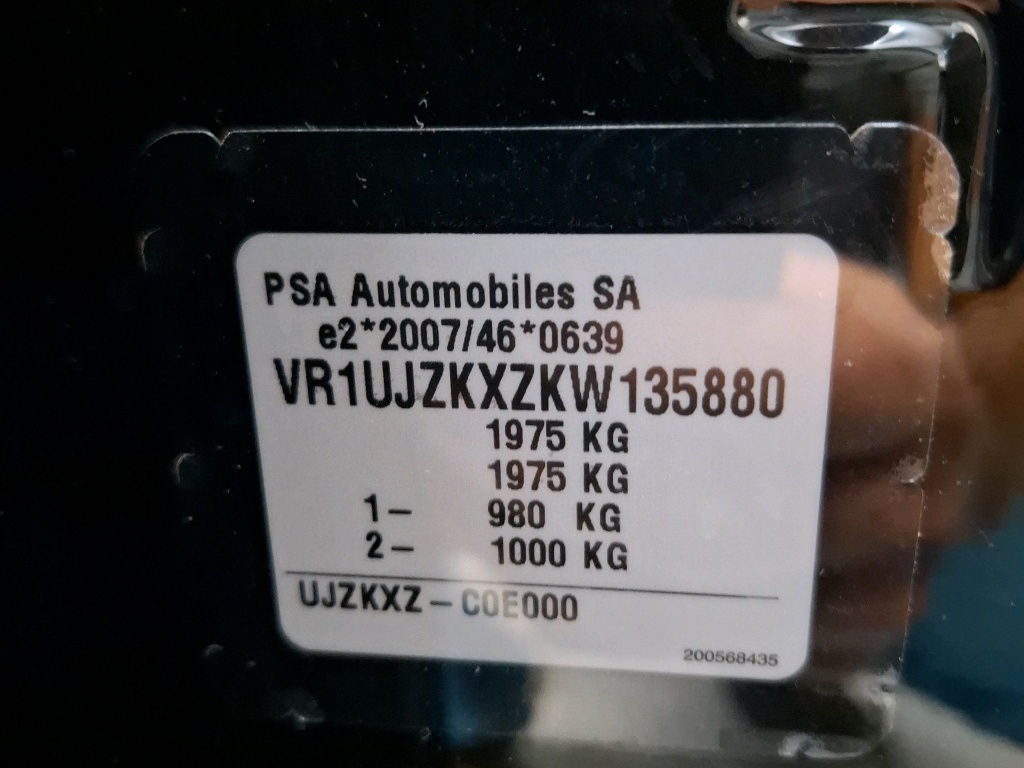 PSA Automobiles SA
e2*2007/46*0639
VR1UJZKXZKW135880
1975 KG
1975 KG
1- 980 KG
2- 1000 KG
UJZKXZ - C0E000
200568435